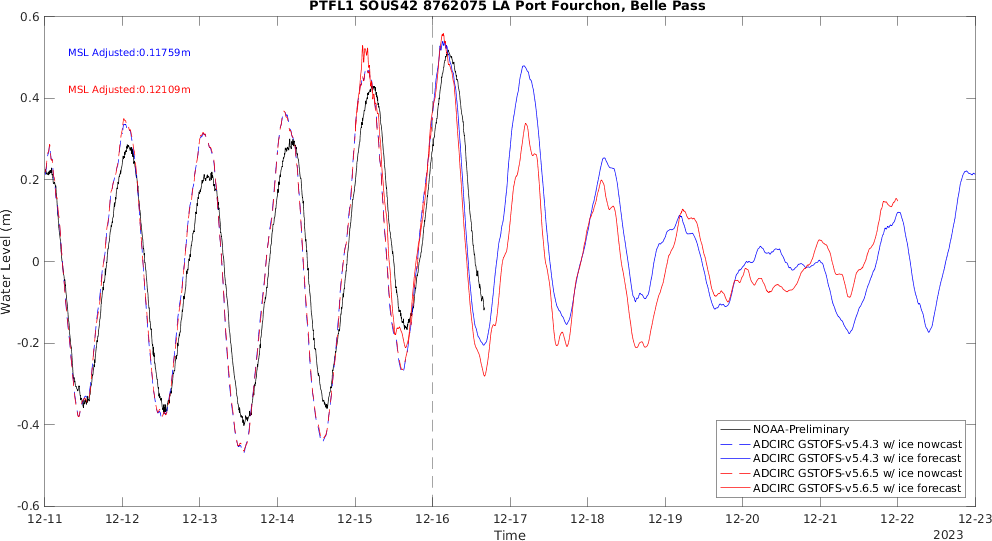 PTFL1 SOUS42 8762075 LA Port Fourchon, Belle Pass
0.6
MSL Adjusted:0.11759m
MSL Adjusted:0.12109m
0.4
0.2
0
-0.2
-0.4
-0.6
Water Level (m)
NOAA-Preliminary
ADCIRC GSTOFS-v5.4.3 w/ ice nowcast
ADCIRC GSTOFS-v5.4.3 w/ ice forecast
ADCIRC GSTOFS-v5.6.5 w/ ice nowcast
ADCIRC GSTOFS-v5.6.5 w/ ice forecast
12-11 12-12 12-13 12-14 12-15 12-16 12-17 12-18 12-19 12-20 12-21 12-22 12-23
Time
2023